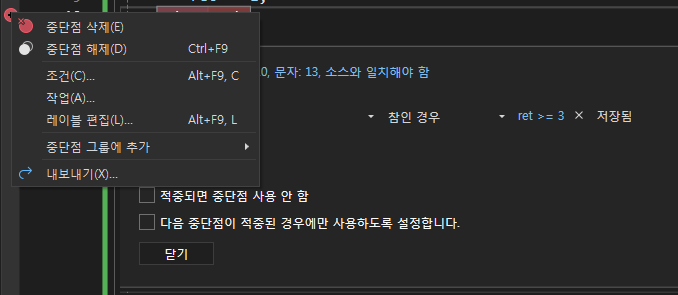 중단점 삭제(E)
중단점 해제(D) Ctrl+F9
조건(C)... Alt+F9, C
작업(A)...
레이블 편집(L)... Alt+F9, L
중단점 그룹에 추가
내보내기(X)...
0, 문자: 13, 소스와 일치해야 함
참인 경우 ret >= 3 × 저장됨
적중되면 중단점 사용 안 함
다음 중단점이 적중된 경우에만 사용하도록 설정합니다.
닫기